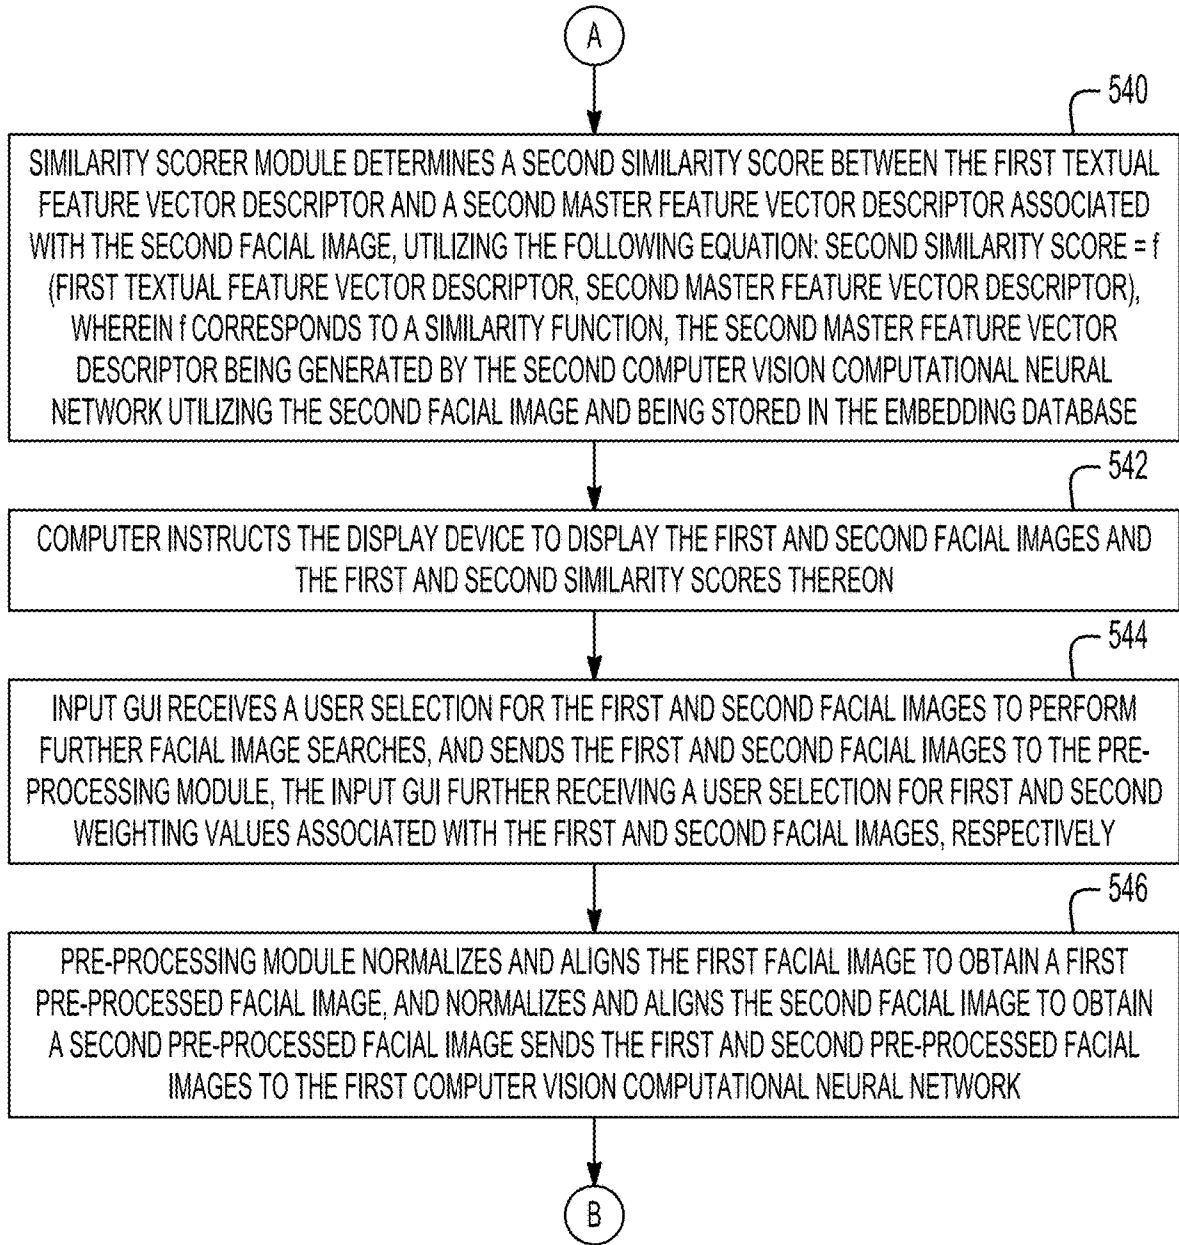 A
540
SIMILARITY SCORER MODULE DETERMINES A SECOND SIMILARITY SCORE BETWEEN THE FIRST TEXTUAL
FEATURE VECTOR DESCRIPTOR AND A SECOND MASTER FEATURE VECTOR DESCRIPTOR ASSOCIATED
WITH THE SECOND FACIAL IMAGE, UTILIZING THE FOLLOWING EQUATION: SECOND SIMILARITY SCORE = f
(FIRST TEXTUAL FEATURE VECTOR DESCRIPTOR, SECOND MASTER FEATURE VECTOR DESCRIPTOR),
WHEREIN f CORRESPONDS TO A SIMILARITY FUNCTION, THE SECOND MASTER FEATURE VECTOR
DESCRIPTOR BEING GENERATED BY THE SECOND COMPUTER VISION COMPUTATIONAL NEURAL
NETWORK UTILIZING THE SECOND FACIAL IMAGE AND BEING STORED IN THE EMBEDDING DATABASE
542
COMPUTER INSTRUCTS THE DISPLAY DEVICE TO DISPLAY THE FIRST AND SECOND FACIAL IMAGES AND
THE FIRST AND SECOND SIMILARITY SCORES THEREON
544
INPUT GUI RECEIVES A USER SELECTION FOR THE FIRST AND SECOND FACIAL IMAGES TO PERFORM
FURTHER FACIAL IMAGE SEARCHES, AND SENDS THE FIRST AND SECOND FACIAL IMAGES TO THE PRE-
PROCESSING MODULE, THE INPUT GUI FURTHER RECEIVING A USER SELECTION FOR FIRST AND SECOND
WEIGHTING VALUES ASSOCIATED WITH THE FIRST AND SECOND FACIAL IMAGES, RESPECTIVELY
546
PRE-PROCESSING MODULE NORMALIZES AND ALIGNS THE FIRST FACIAL IMAGE TO OBTAIN A FIRST
PRE-PROCESSED FACIAL IMAGE, AND NORMALIZES AND ALIGNS THE SECOND FACIAL IMAGE TO OBTAIN
A SECOND PRE-PROCESSED FACIAL IMAGE SENDS THE FIRST AND SECOND PRE-PROCESSED FACIAL
IMAGES TO THE FIRST COMPUTER VISION COMPUTATIONAL NEURAL NETWORK
B